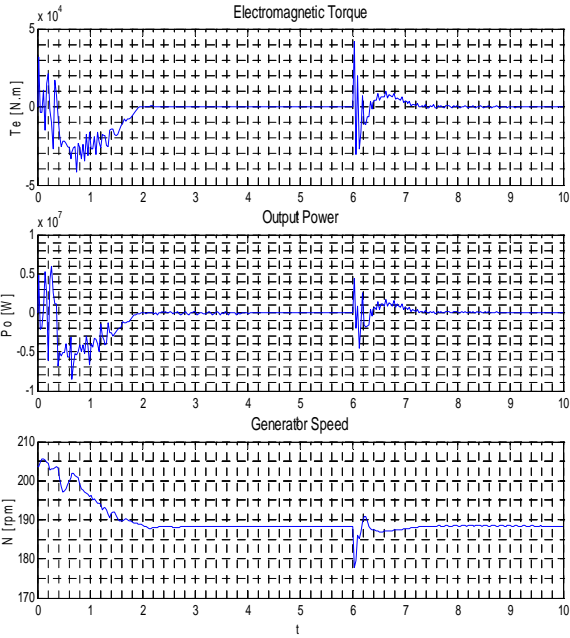 Electromagnetic Torque
x 10^4
Te [N.m]
5
0
-5
0 1 2 3 4 5 6 7 8 9 10
Output Power
x 10^7
Po [W]
1
0.5
0
-0.5
-1
0 1 2 3 4 5 6 7 8 9 10
Generator Speed
N [rpm]
210
200
190
180
170
0 1 2 3 4 5 6 7 8 9 10
t